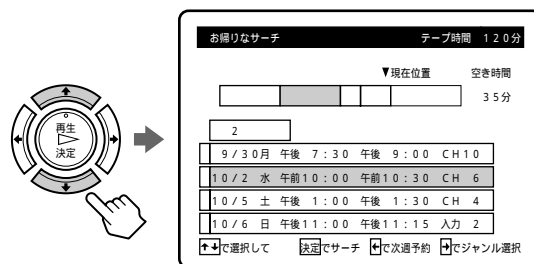 お帰りなサーチ テープ時間 120分
▼現在位置 空き時間
35分
2
9/30月 午後 7:30 午後 9:00 CH10
10/2 水 午前10:00 午前10:30 CH 6
10/5 土 午後 1:00 午後 1:30 CH 4
10/6 日 午後11:00 午後11:15 入力 2
↑↓で選択して 決定でサーチ ←で次週予約 →でジャンル選択
再生
決定